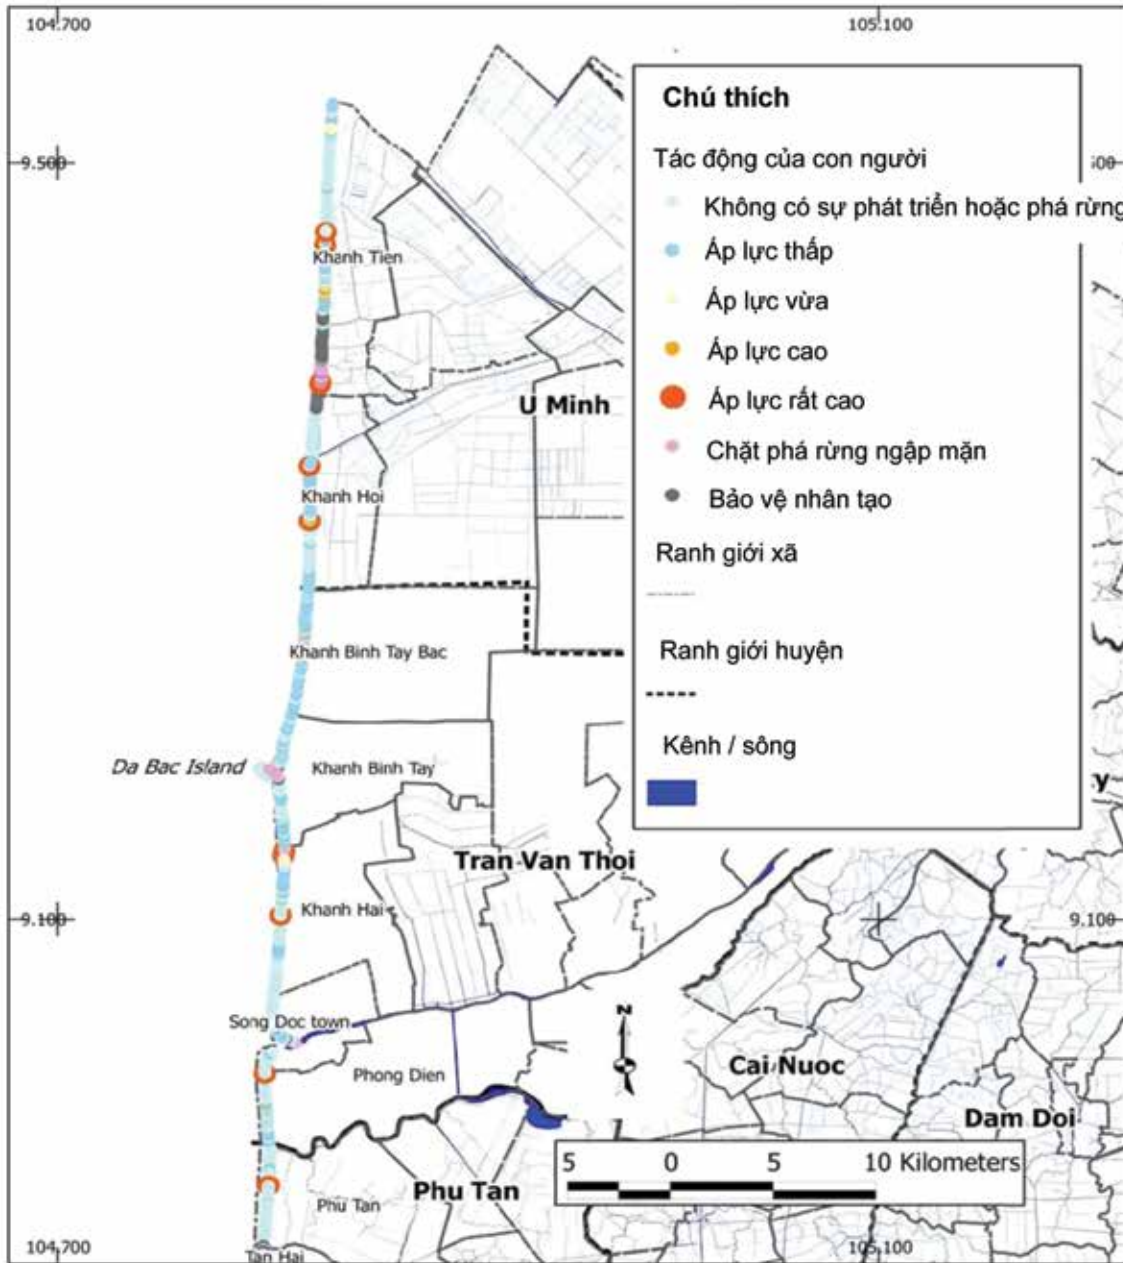 104.700
105.100
Chú thích
Tác động của con người
9.500
Không có sự phát triển hoặc phá rừng
Áp lực thấp
Khanh Tien
Áp lực vừa
Áp lực cao
U Minh
Áp lực rất cao
Chặt phá rừng ngập mặn
Khanh Hoi
Bảo vệ nhân tạo
Ranh giới xã
Khanh Binh Tay Bac
Ranh giới huyện
Kênh / sông
Da Bac Island
Khanh Binh Tay
y
Tran Van Thoi
Khanh Hai
9.100
9.100
Song Doc town
N
Phong Dien
Cai Nuoc
Dam Doi
5 0 5 10 Kilometers
Phu Tan
Phu Tan
104.700
105.100
Tan Hai